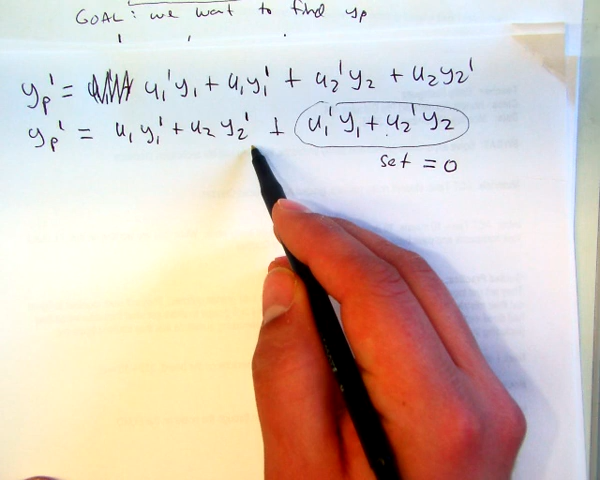 GOAL: we want to find yp
yp' = u1'y1 + u1y1' + u2'y2 + u2y2'
yp' = u1y1' + u2y2' + u1'y1 + u2'y2
set = 0